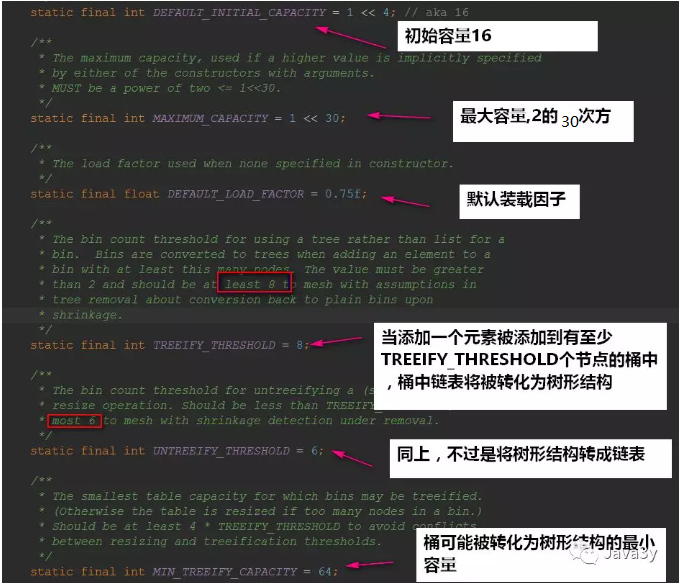 static final int DEFAULT_INITIAL_CAPACITY = 1 << 4; // aka 16
初始容量16
/**
* The maximum capacity, used if a higher value is implicitly specified
* by either of the constructors with arguments.
* MUST be a power of two <= 1<<30.
*/
static final int MAXIMUM_CAPACITY = 1 << 30;
最大容量,2的30次方
/**
* The load factor used when none specified in constructor.
*/
static final float DEFAULT_LOAD_FACTOR = 0.75f;
默认装载因子
/**
* The bin count threshold for using a tree rather than list for a
* bin.  Bins are converted to trees when adding an element to a
* bin with at least this many nodes. The value must be greater
* than 2 and should be at least 8 to mesh with assumptions in
* tree removal about conversion back to plain bins upon
* shrinkage.
*/
static final int TREEIFY_THRESHOLD = 8;
当添加一个元素被添加到有至少
TREEIFY_THRESHOLD个节点的桶中
，桶中链表将被转化为树形结构
/**
* The bin count threshold for untreeifying a (s
* resize operation. Should be less than TREEIFY_
* most 6 to mesh with shrinkage detection under removal.
*/
static final int UNTREEIFY_THRESHOLD = 6;
同上，不过是将树形结构转成链表
/**
* The smallest table capacity for which bins may be treeified.
* (Otherwise the table is resized if too many nodes in a bin.)
* Should be at least 4 * TREEIFY_THRESHOLD to avoid conflicts
* between resizing and treeification thresholds.
*/
static final int MIN_TREEIFY_CAPACITY = 64;
桶可能被转化为树形结构的最小
容量
Java3y